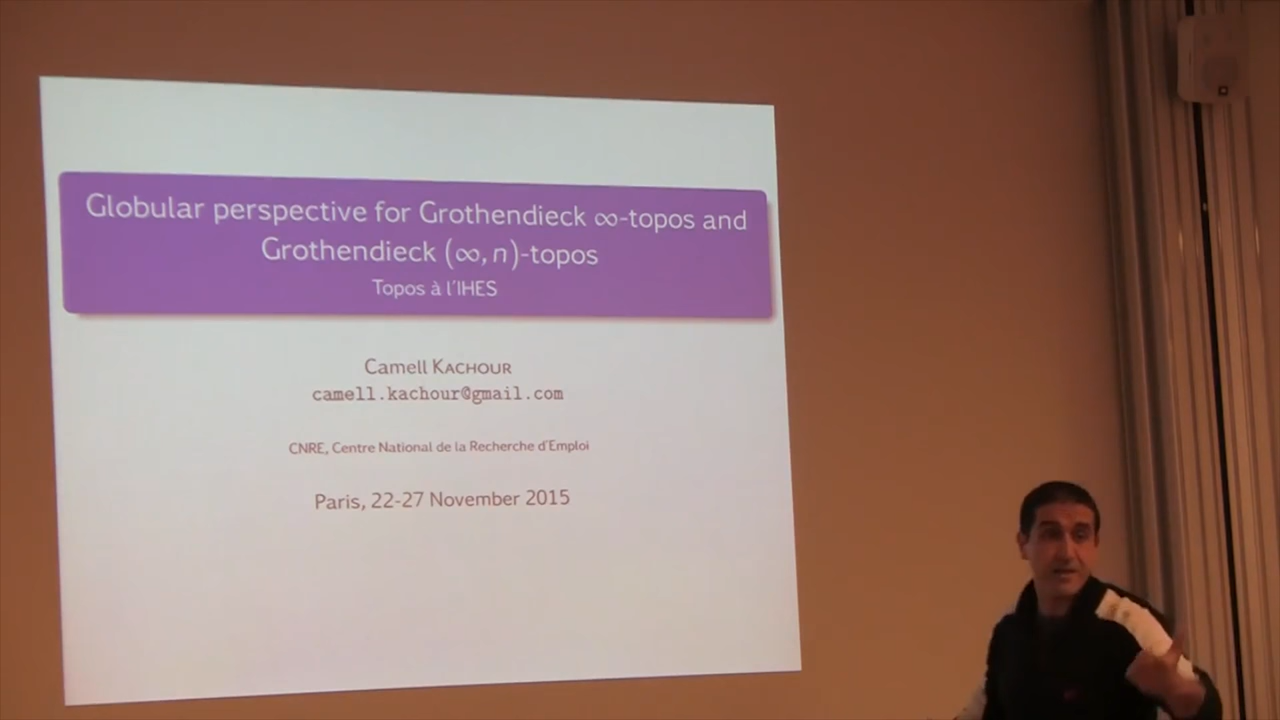 Globular perspective for Grothendieck ∞-topos and
Grothendieck (∞, n)-topos
Topos à l'IHES
Camell KACHOUR
camell.kachour@gmail.com
CNRE, Centre National de la Recherche d'Emploi
Paris, 22-27 November 2015